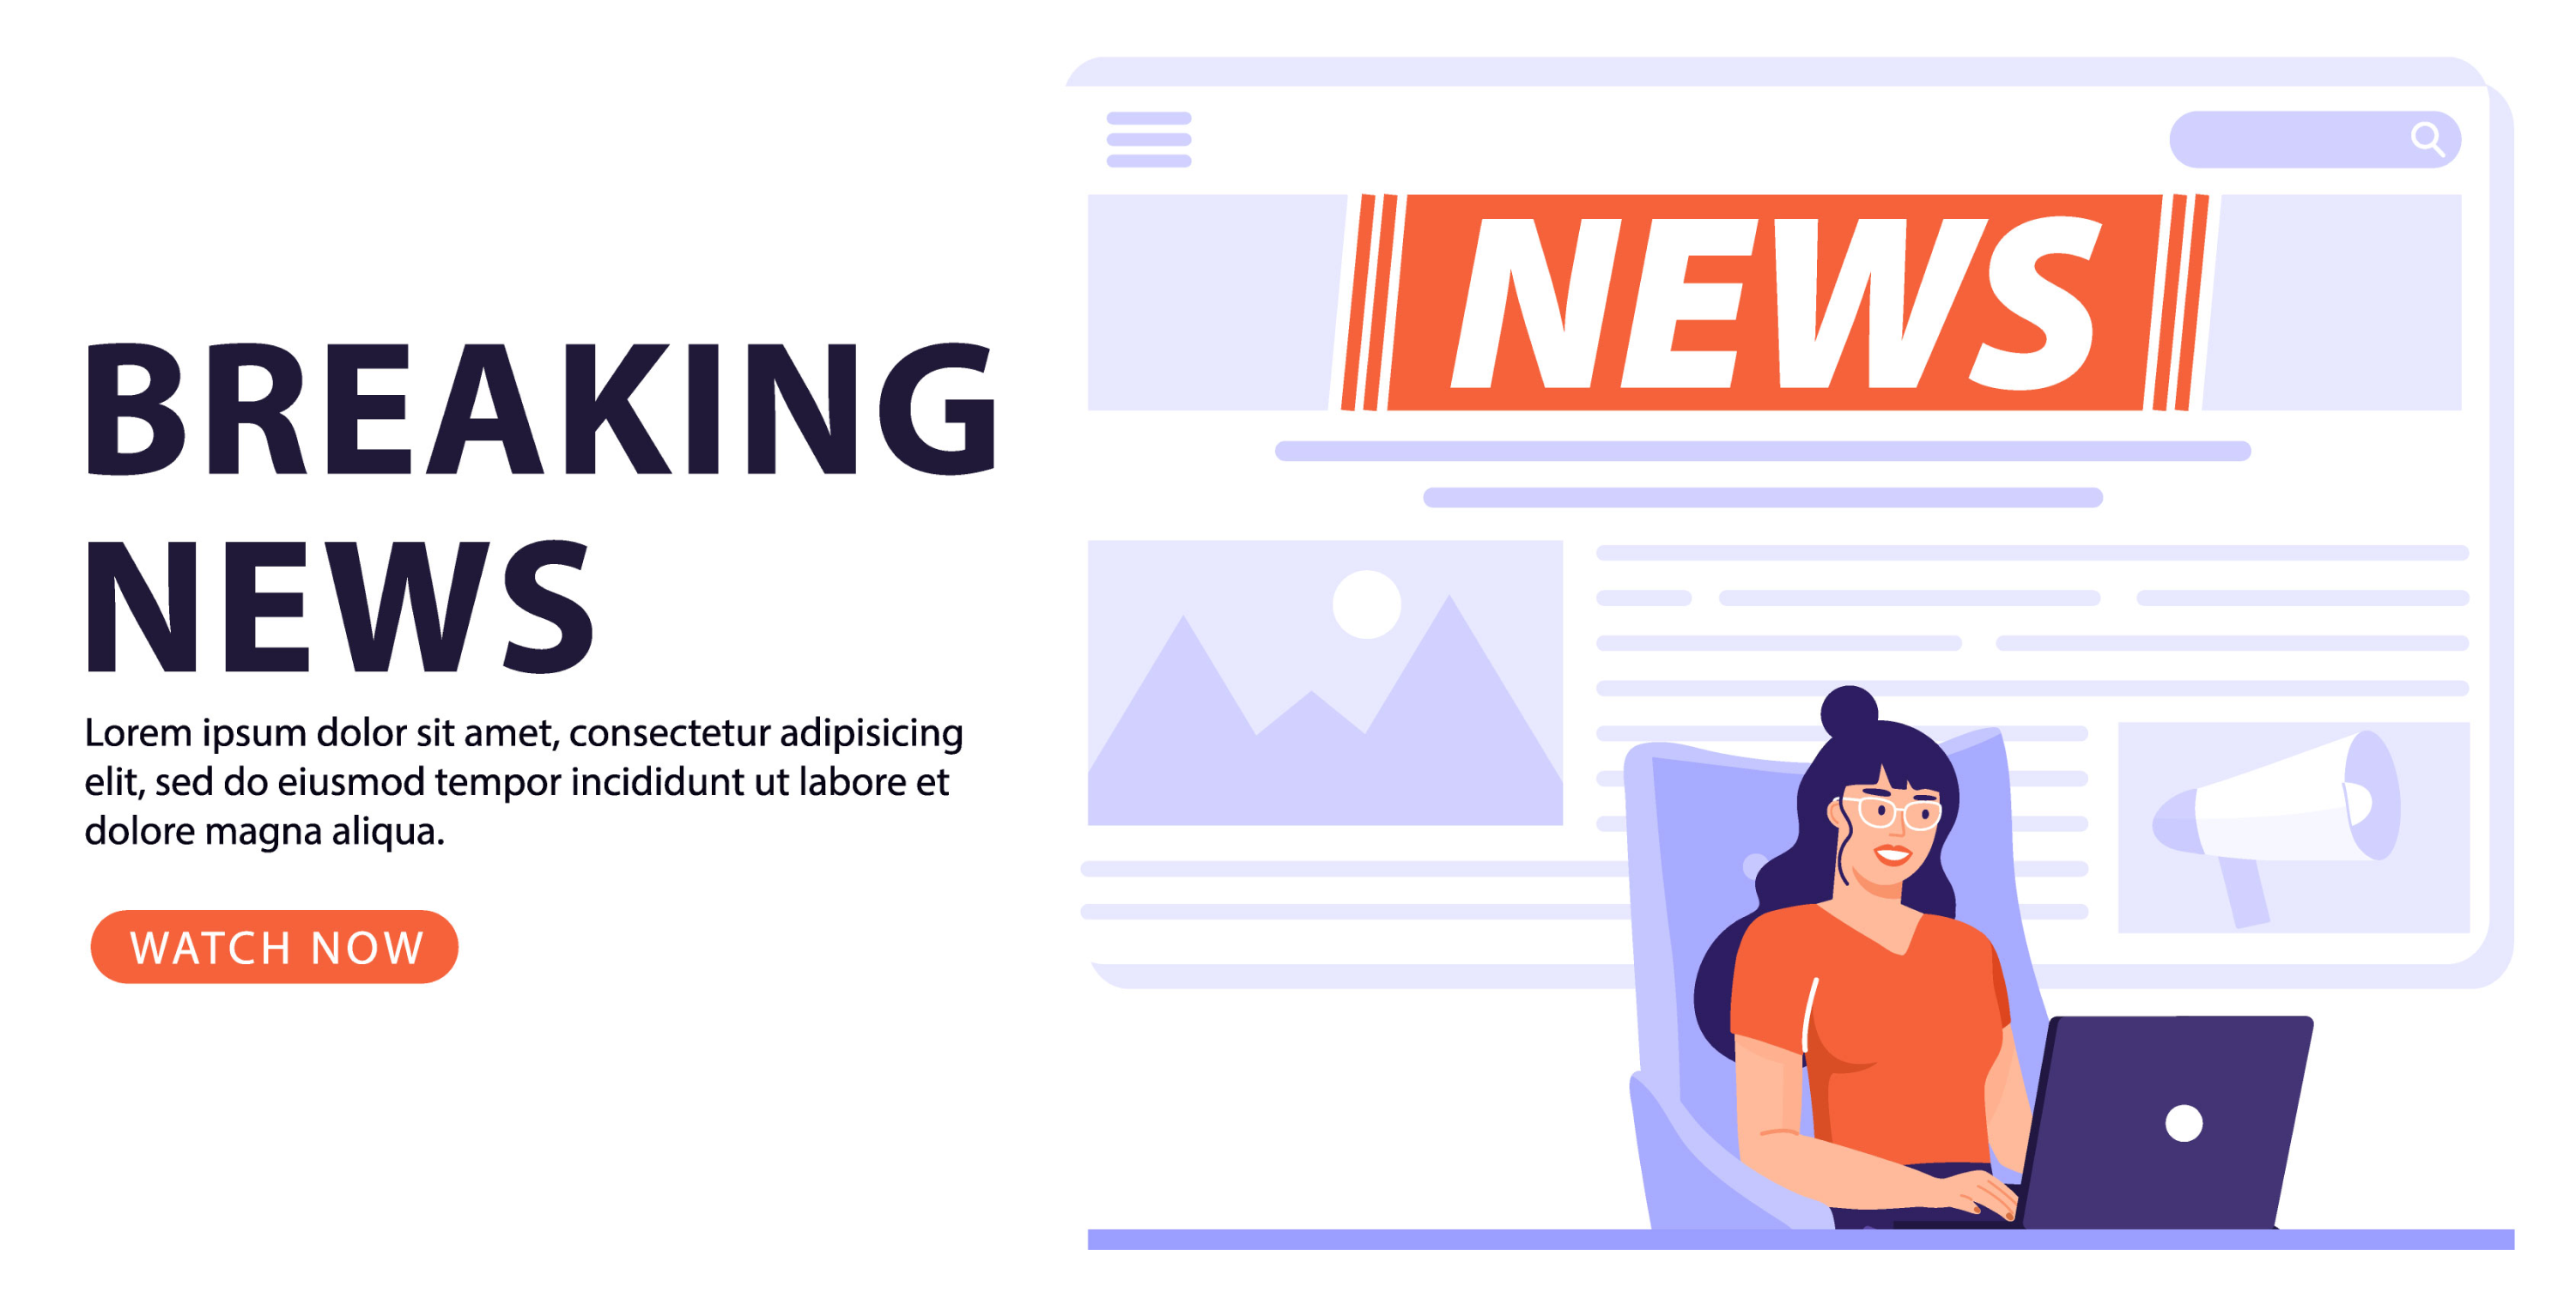 BREAKING
NEWS
Lorem ipsum dolor sit amet, consectetur adipisicing
elit, sed do eiusmod tempor incididunt ut labore et
dolore magna aliqua.
WATCH NOW
NEWS